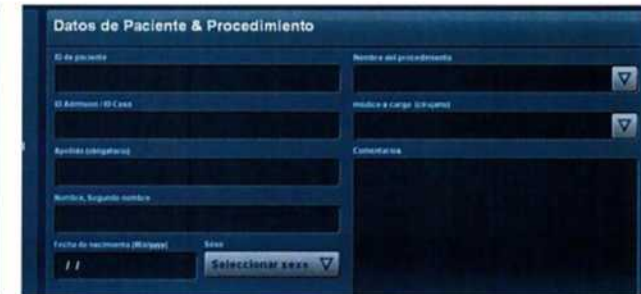 Datos de Paciente & Procedimiento
ID de paciente
Nombre del procedimiento
ID Admision / ID Caso
médico a cargo (cirujano)
Apellido (obligatorio)
Comentarios
Nombre, Segundo nombre
Fecha de nacimiento
Sexo
/ /
Seleccionar sexo